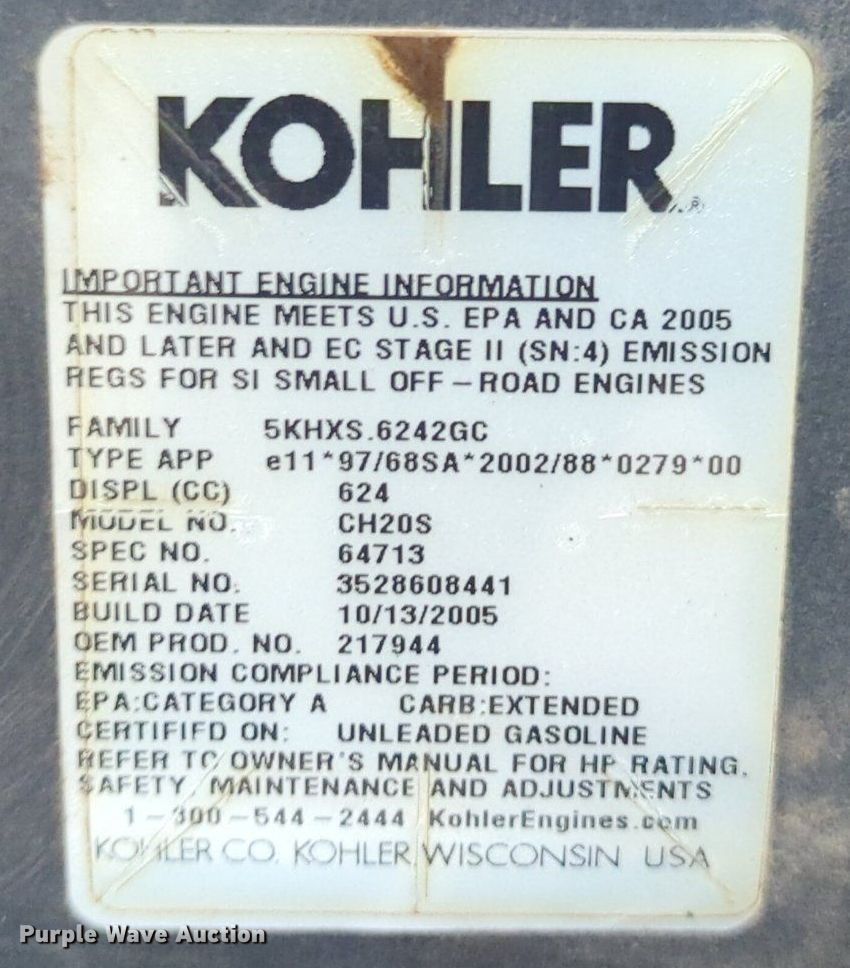 KOHLER®
IMPORTANT ENGINE INFORMATION
THIS ENGINE MEETS U.S. EPA AND CA 2005
AND LATER AND EC STAGE II (SN:4) EMISSION
REGS FOR SI SMALL OFF-ROAD ENGINES
FAMILY 5KHXS.6242GC
TYPE APP e11*97/68SA*2002/88*0279*00
DISPL (CC) 624
MODEL NO. CH20S
SPEC NO. 64713
SERIAL NO. 3528608441
BUILD DATE 10/13/2005
OEM PROD. NO. 217944
EMISSION COMPLIANCE PERIOD:
EPA:CATEGORY A CARB:EXTENDED
CERTIFIED ON: UNLEADED GASOLINE
REFER TO OWNER'S MANUAL FOR HP RATING,
SAFETY, MAINTENANCE AND ADJUSTMENTS
1-800-544-2444 KohlerEngines.com
KOHLER CO. KOHLER, WISCONSIN USA
Purple Wave Auction